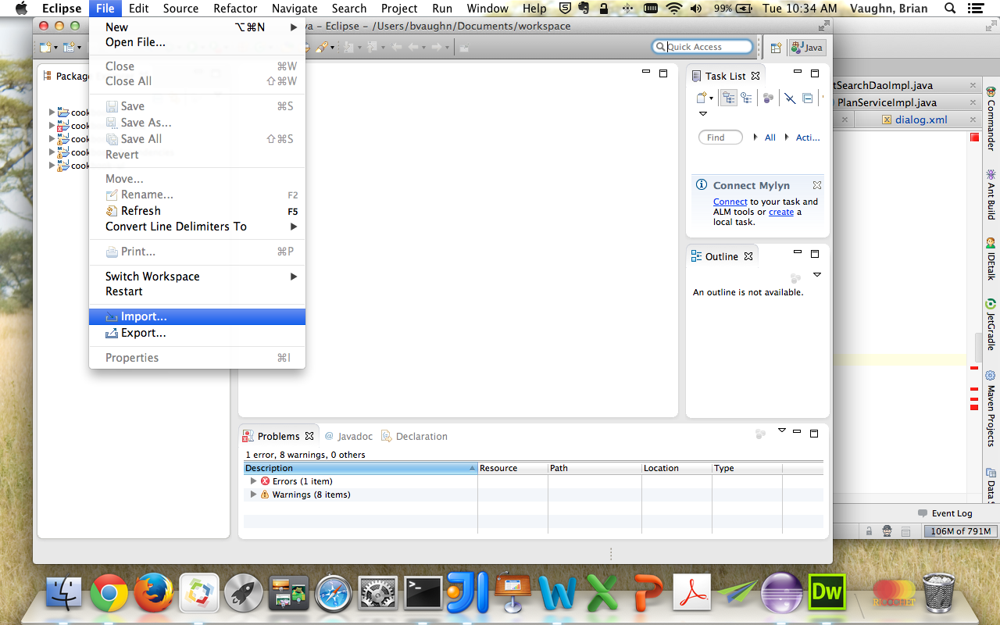 Eclipse File Edit Source Refactor Navigate Search Project Run Window Help 99% Tue 10:34 AM Vaughn, Brian
va – Eclipse – /Users/bvaughn/Documents/workspace
New ⌥⌘N
Open File...
Close ⌘W
Close All ⇧⌘W
Save ⌘S
Save As...
Save All ⇧⌘S
Revert
Move...
Rename... F2
Refresh F5
Convert Line Delimiters To
Print... ⌘P
Switch Workspace
Restart
Import...
Export...
Properties ⌘I
Quick Access
Java
Packag
cook
cook
cook
cook
cook
Task List
Find All Acti...
Connect Mylyn
Connect to your task and
ALM tools or create a
local task.
Outline
An outline is not available.
Problems @ Javadoc Declaration
1 error, 8 warnings, 0 others
Description Resource Path Location Type
Errors (1 item)
Warnings (8 items)
tSearchDaoImpl.java
PlanServiceImpl.java
dialog.xml
Commander
Ant Build
IDEtalk
JetGradle
Maven Projects
Data S
Event Log
106M of 791M
>_
Dw
RICOCHET